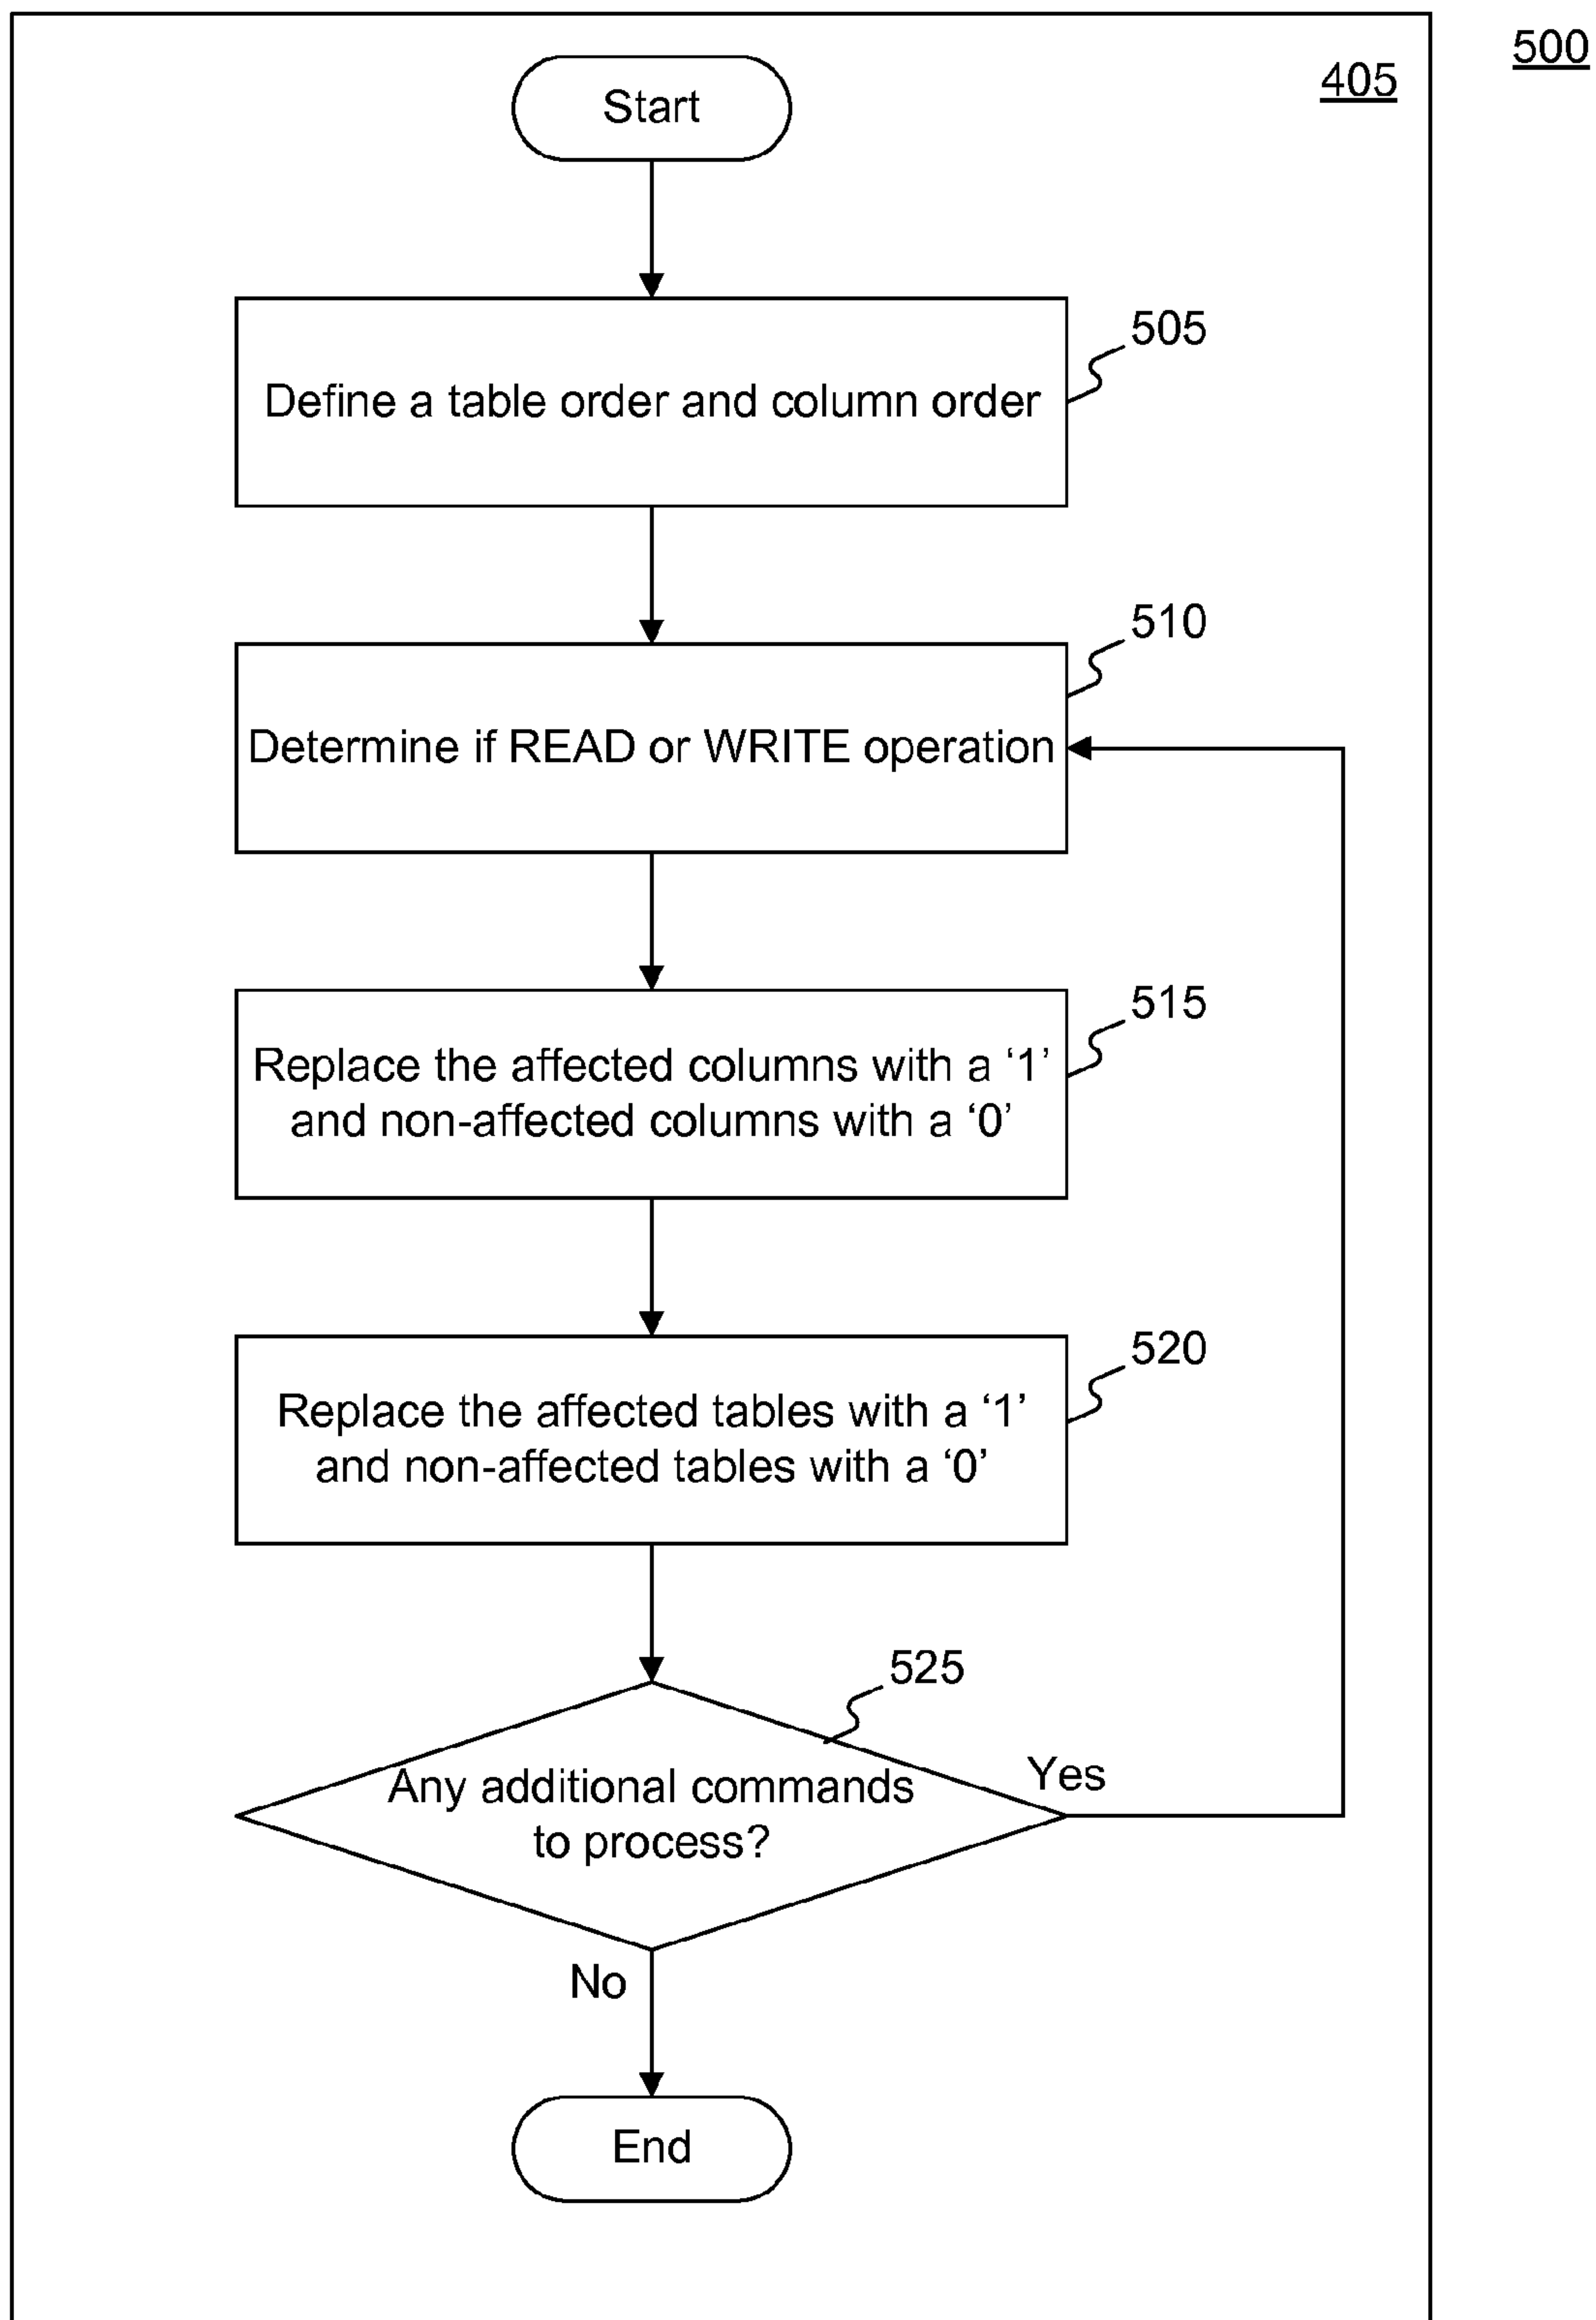 500
405
Start
505
Define a table order and column order
510
Determine if READ or WRITE operation
515
Replace the affected columns with a ‘1’
and non-affected columns with a ‘0’
520
Replace the affected tables with a ‘1’
and non-affected tables with a ‘0’
525
Any additional commands
to process?
Yes
No
End